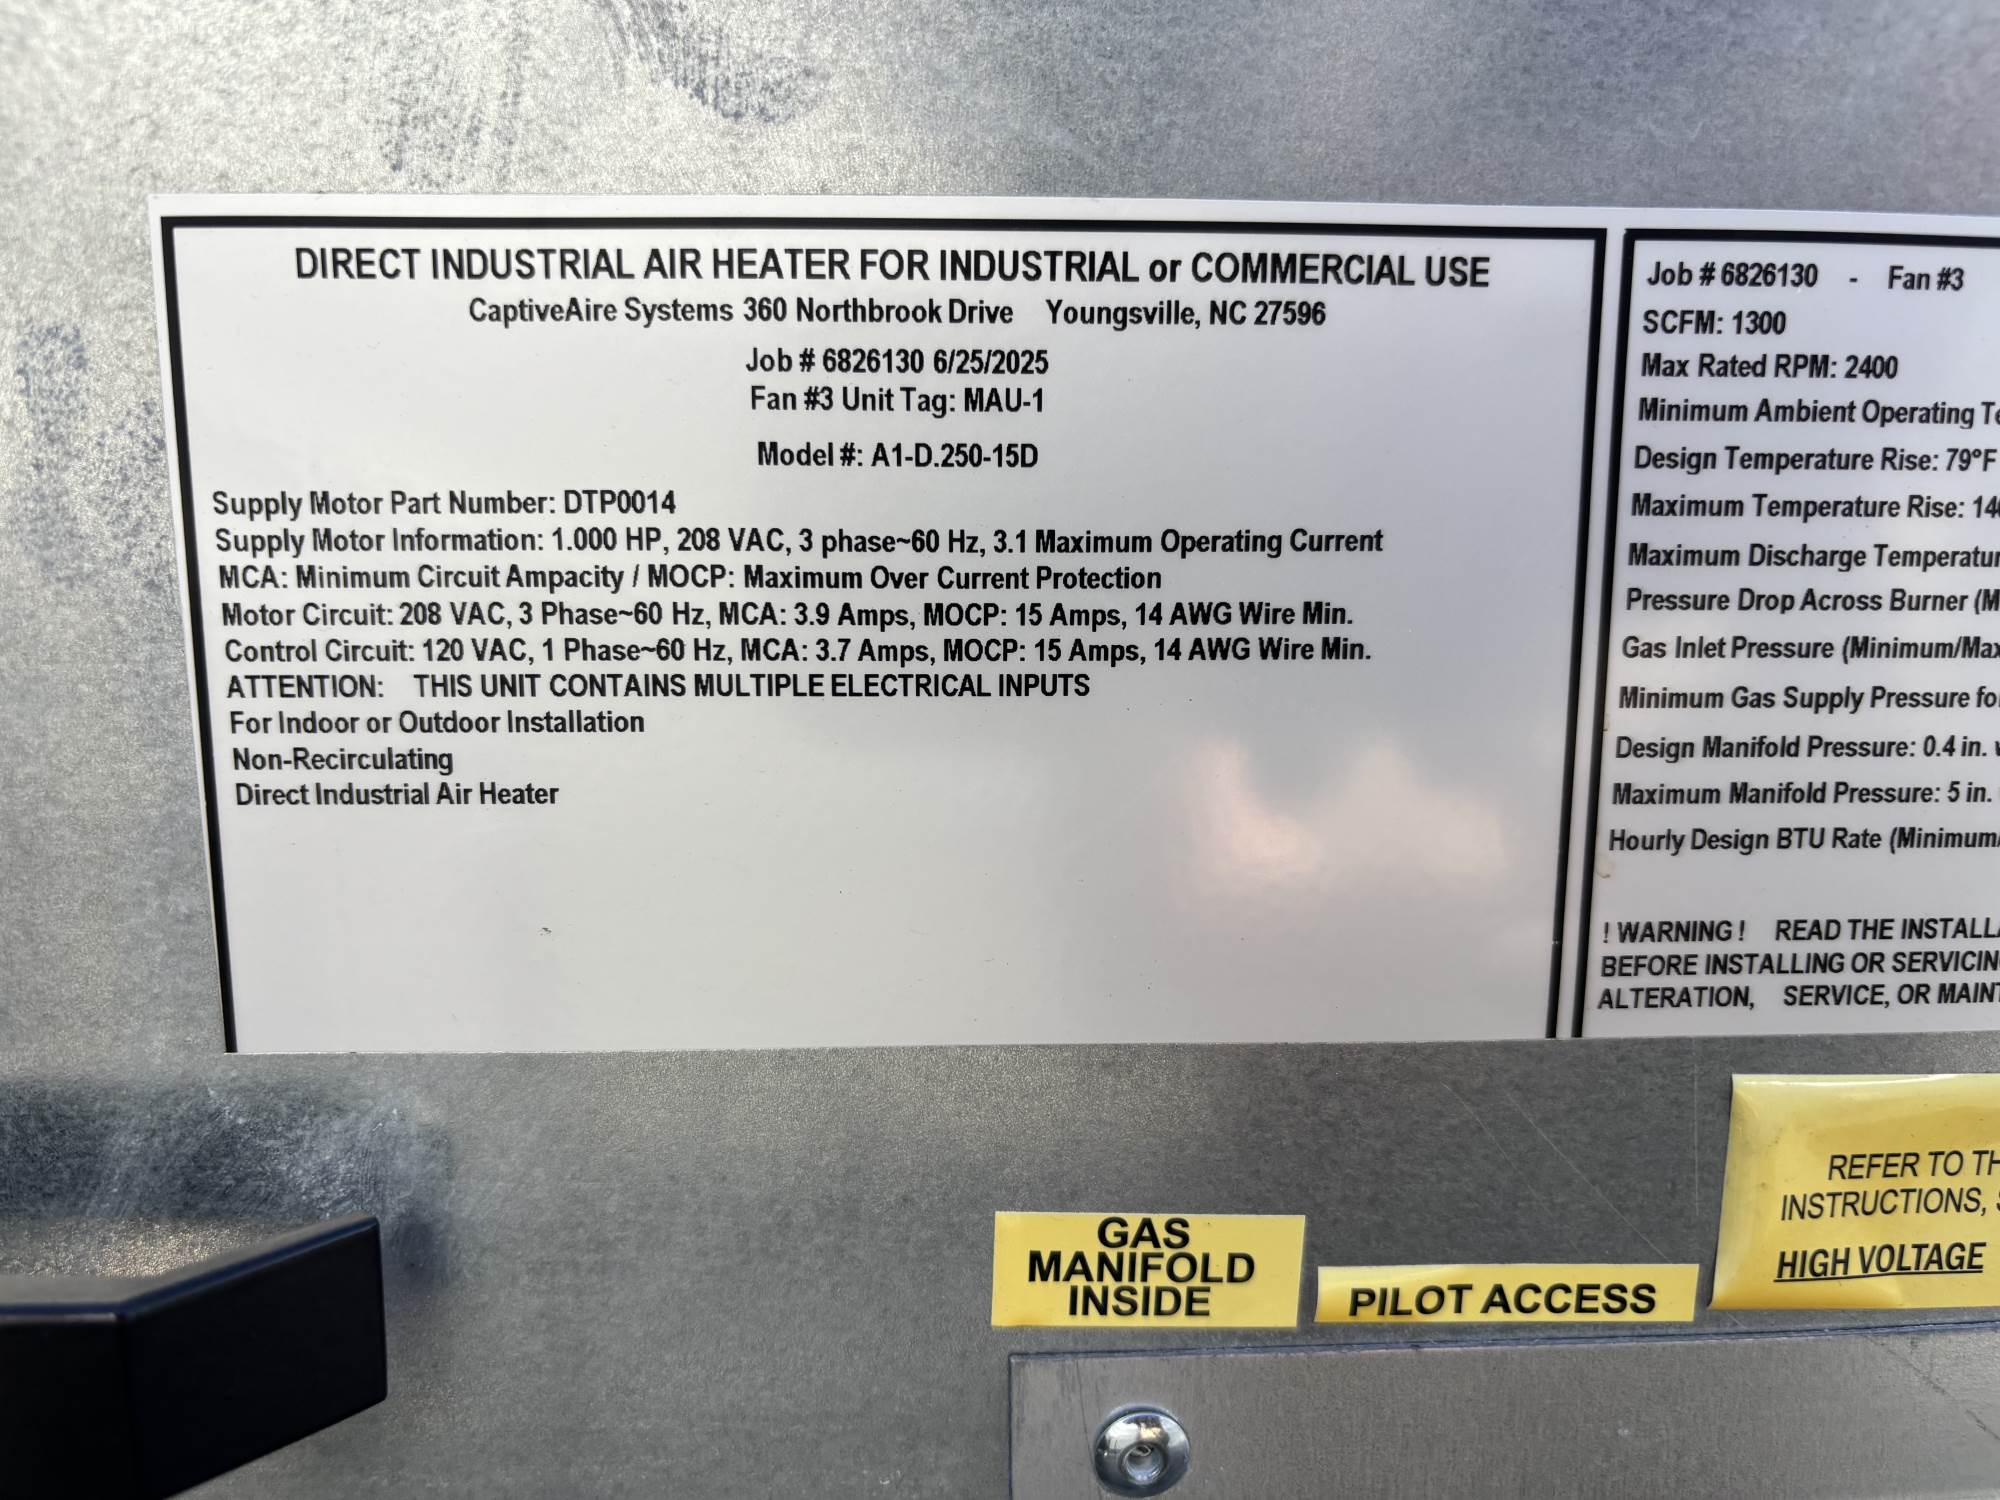 DIRECT INDUSTRIAL AIR HEATER FOR INDUSTRIAL or COMMERCIAL USE
CaptiveAire Systems 360 Northbrook Drive Youngsville, NC 27596
Job # 6826130 6/25/2025
Fan #3 Unit Tag: MAU-1
Model #: A1-D.250-15D
Supply Motor Part Number: DTP0014
Supply Motor Information: 1.000 HP, 208 VAC, 3 phase~60 Hz, 3.1 Maximum Operating Current
MCA: Minimum Circuit Ampacity / MOCP: Maximum Over Current Protection
Motor Circuit: 208 VAC, 3 Phase~60 Hz, MCA: 3.9 Amps, MOCP: 15 Amps, 14 AWG Wire Min.
Control Circuit: 120 VAC, 1 Phase~60 Hz, MCA: 3.7 Amps, MOCP: 15 Amps, 14 AWG Wire Min.
ATTENTION: THIS UNIT CONTAINS MULTIPLE ELECTRICAL INPUTS
For Indoor or Outdoor Installation
Non-Recirculating
Direct Industrial Air Heater
Job # 6826130 - Fan #3
SCFM: 1300
Max Rated RPM: 2400
Minimum Ambient Operating
Design Temperature Rise: 79°F
Maximum Temperature Rise:
Maximum Discharge
Pressure Drop Across Burner
Gas Inlet Pressure (Minimum/
Minimum Gas Supply Pressure
Design Manifold Pressure: 0.4 in.
Maximum Manifold Pressure: 5 in.
Hourly Design BTU Rate (Minimum/
! WARNING ! READ THE
BEFORE INSTALLING OR
ALTERATION, SERVICE, OR
GAS
MANIFOLD
INSIDE
PILOT ACCESS
REFER TO
INSTRUCTIONS,
HIGH VOLTAGE